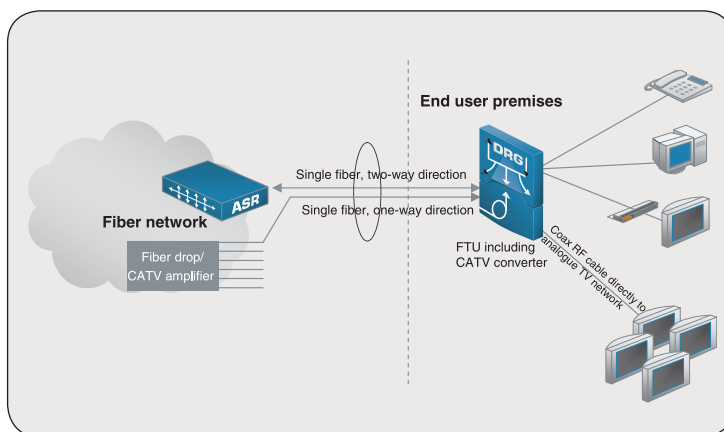 End user premises
DRG
Single fiber, two-way direction
ASR
Fiber network
Single fiber, one-way direction
Fiber drop/
CATV amplifier
FTU including
CATV converter
Coax RF cable directly to
analogue TV network